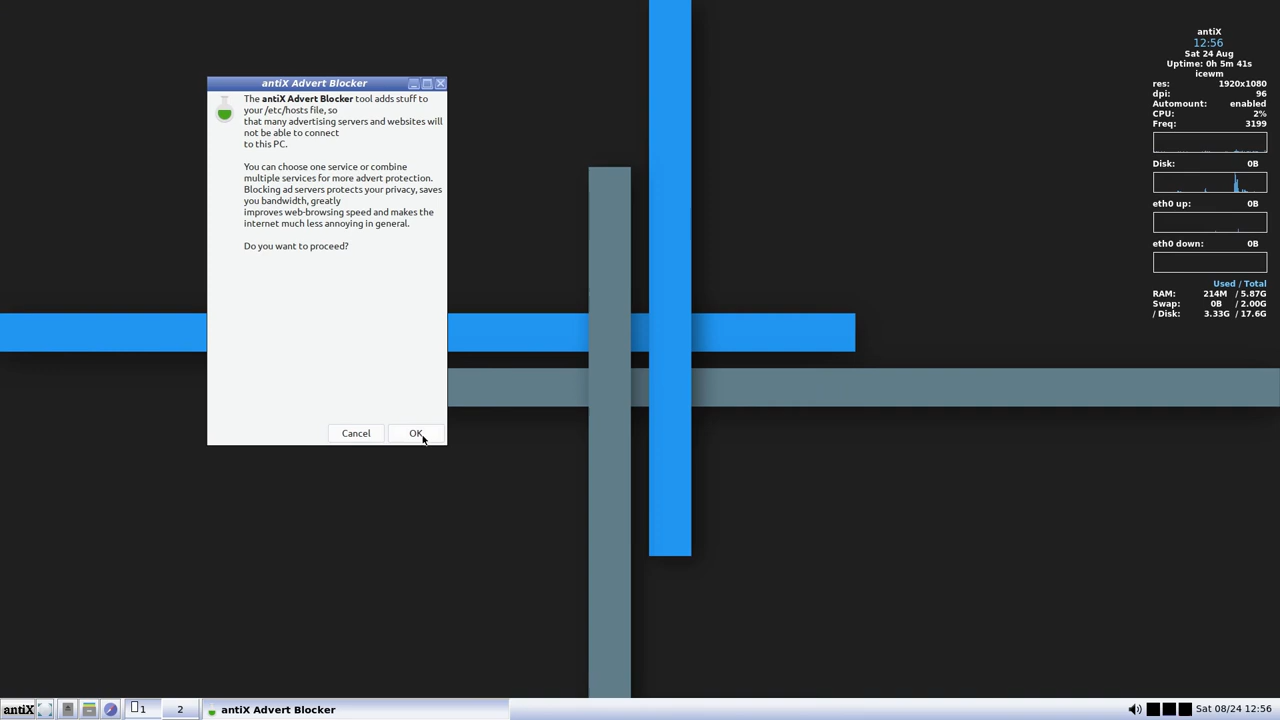 antiX Advert Blocker
The antiX Advert Blocker tool adds stuff to
your /etc/hosts file, so
that many advertising servers and websites will
not be able to connect
to this PC.
You can choose one service or combine
multiple services for more advert protection.
Blocking ad servers protects your privacy, saves
you bandwidth, greatly
improves web-browsing speed and makes the
internet much less annoying in general.
Do you want to proceed?
Cancel OK
antiX
12:56
Sat 24 Aug
Uptime: 0h 5m 41s
icewm
res: 1920x1080
dpi: 96
Automount: enabled
CPU: 2%
Freq: 3199
Disk: 0B
eth0 up: 0B
eth0 down: 0B
Used / Total
RAM: 214M / 5.87G
Swap: 0B / 2.00G
/ Disk: 3.33G / 17.6G
antiX 1 2 antiX Advert Blocker Sat 08/24 12:56